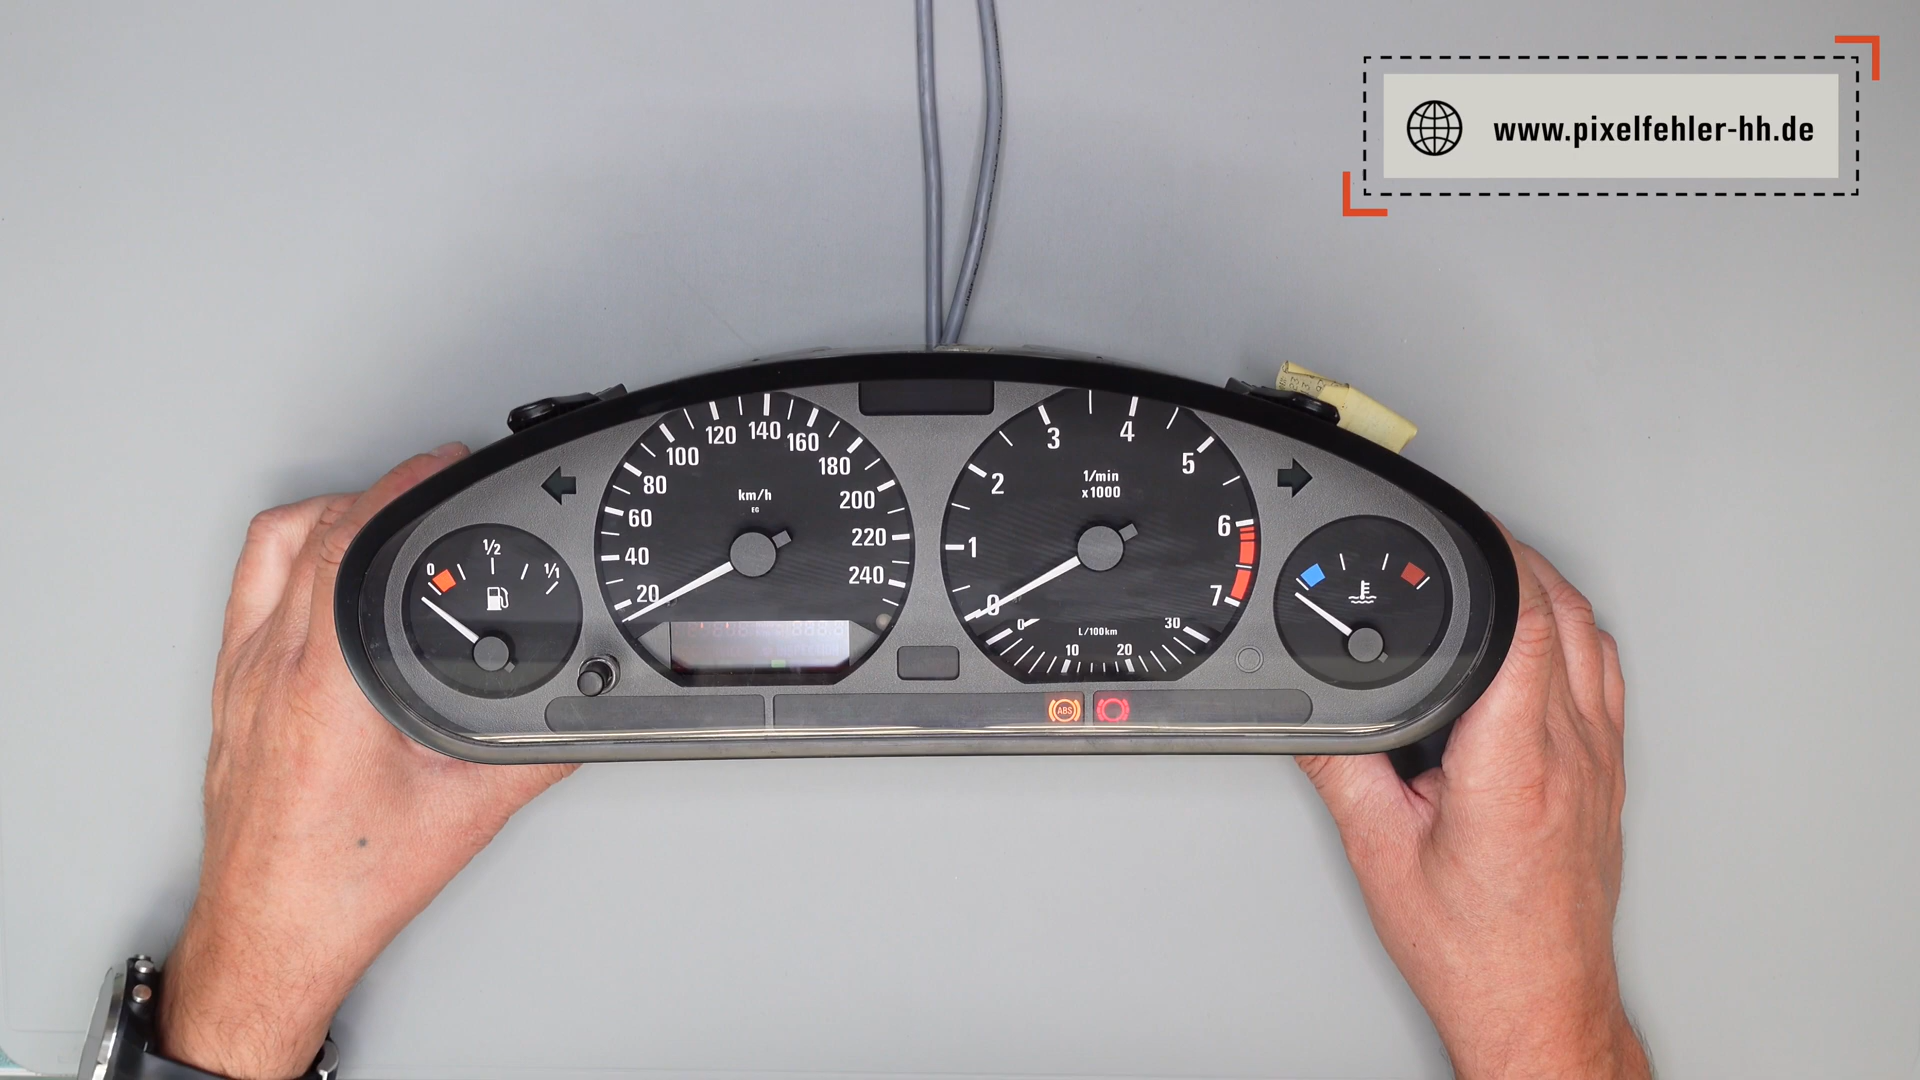 www.pixelfehler-hh.de
120 140 160
100 180
80 200
60 220
40 240
20
km/h
EG
3 4
2 5
1 6
0 7
1/min
x1000
0 30
L/100km
10 20
0 1/2 1/1
ABS